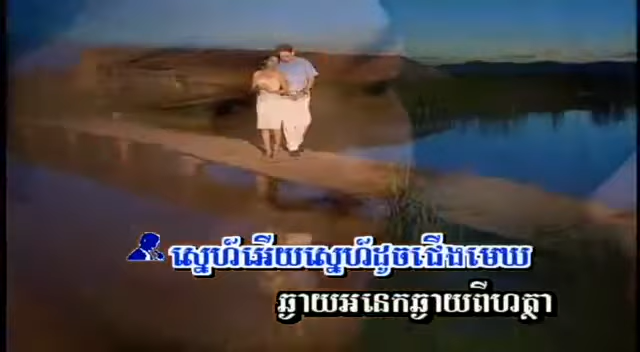 ស្នេហ៍អើយស្នេហ៍ដូចជើងមេឃ
ឆ្ងាយអនេកឆ្ងាយពីហត្ថា